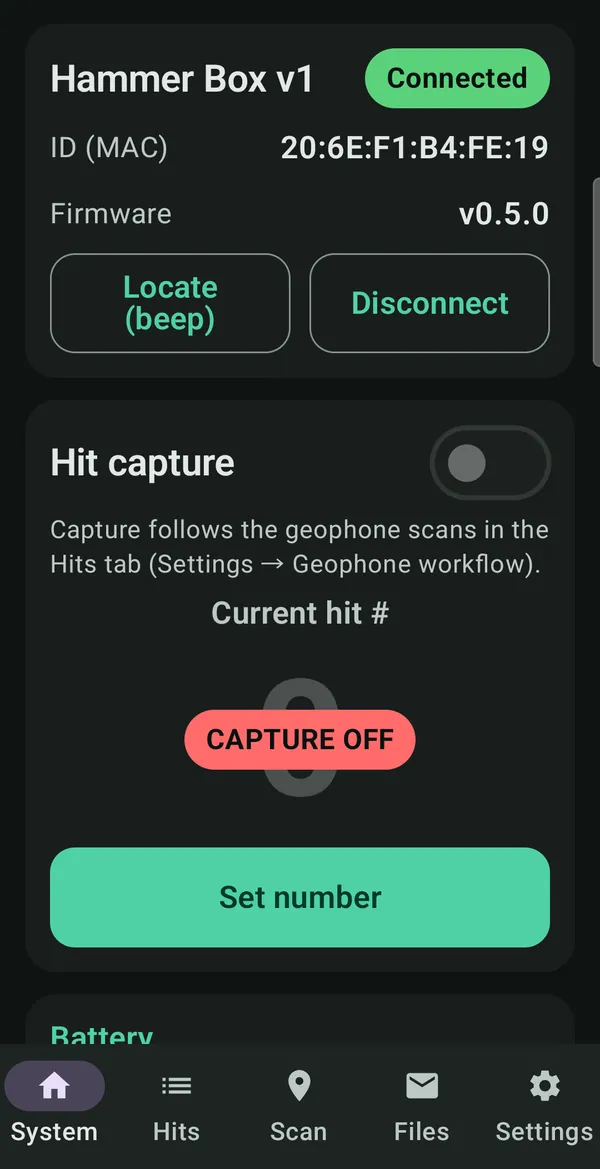 Hammer Box v1
Connected
ID (MAC)
20:6E:F1:B4:FE:19
Firmware
v0.5.0
Locate
(beep)
Disconnect
Hit capture
Capture follows the geophone scans in the
Hits tab (Settings → Geophone workflow).
Current hit #
0
CAPTURE OFF
Set number
Battery
System
Hits
Scan
Files
Settings